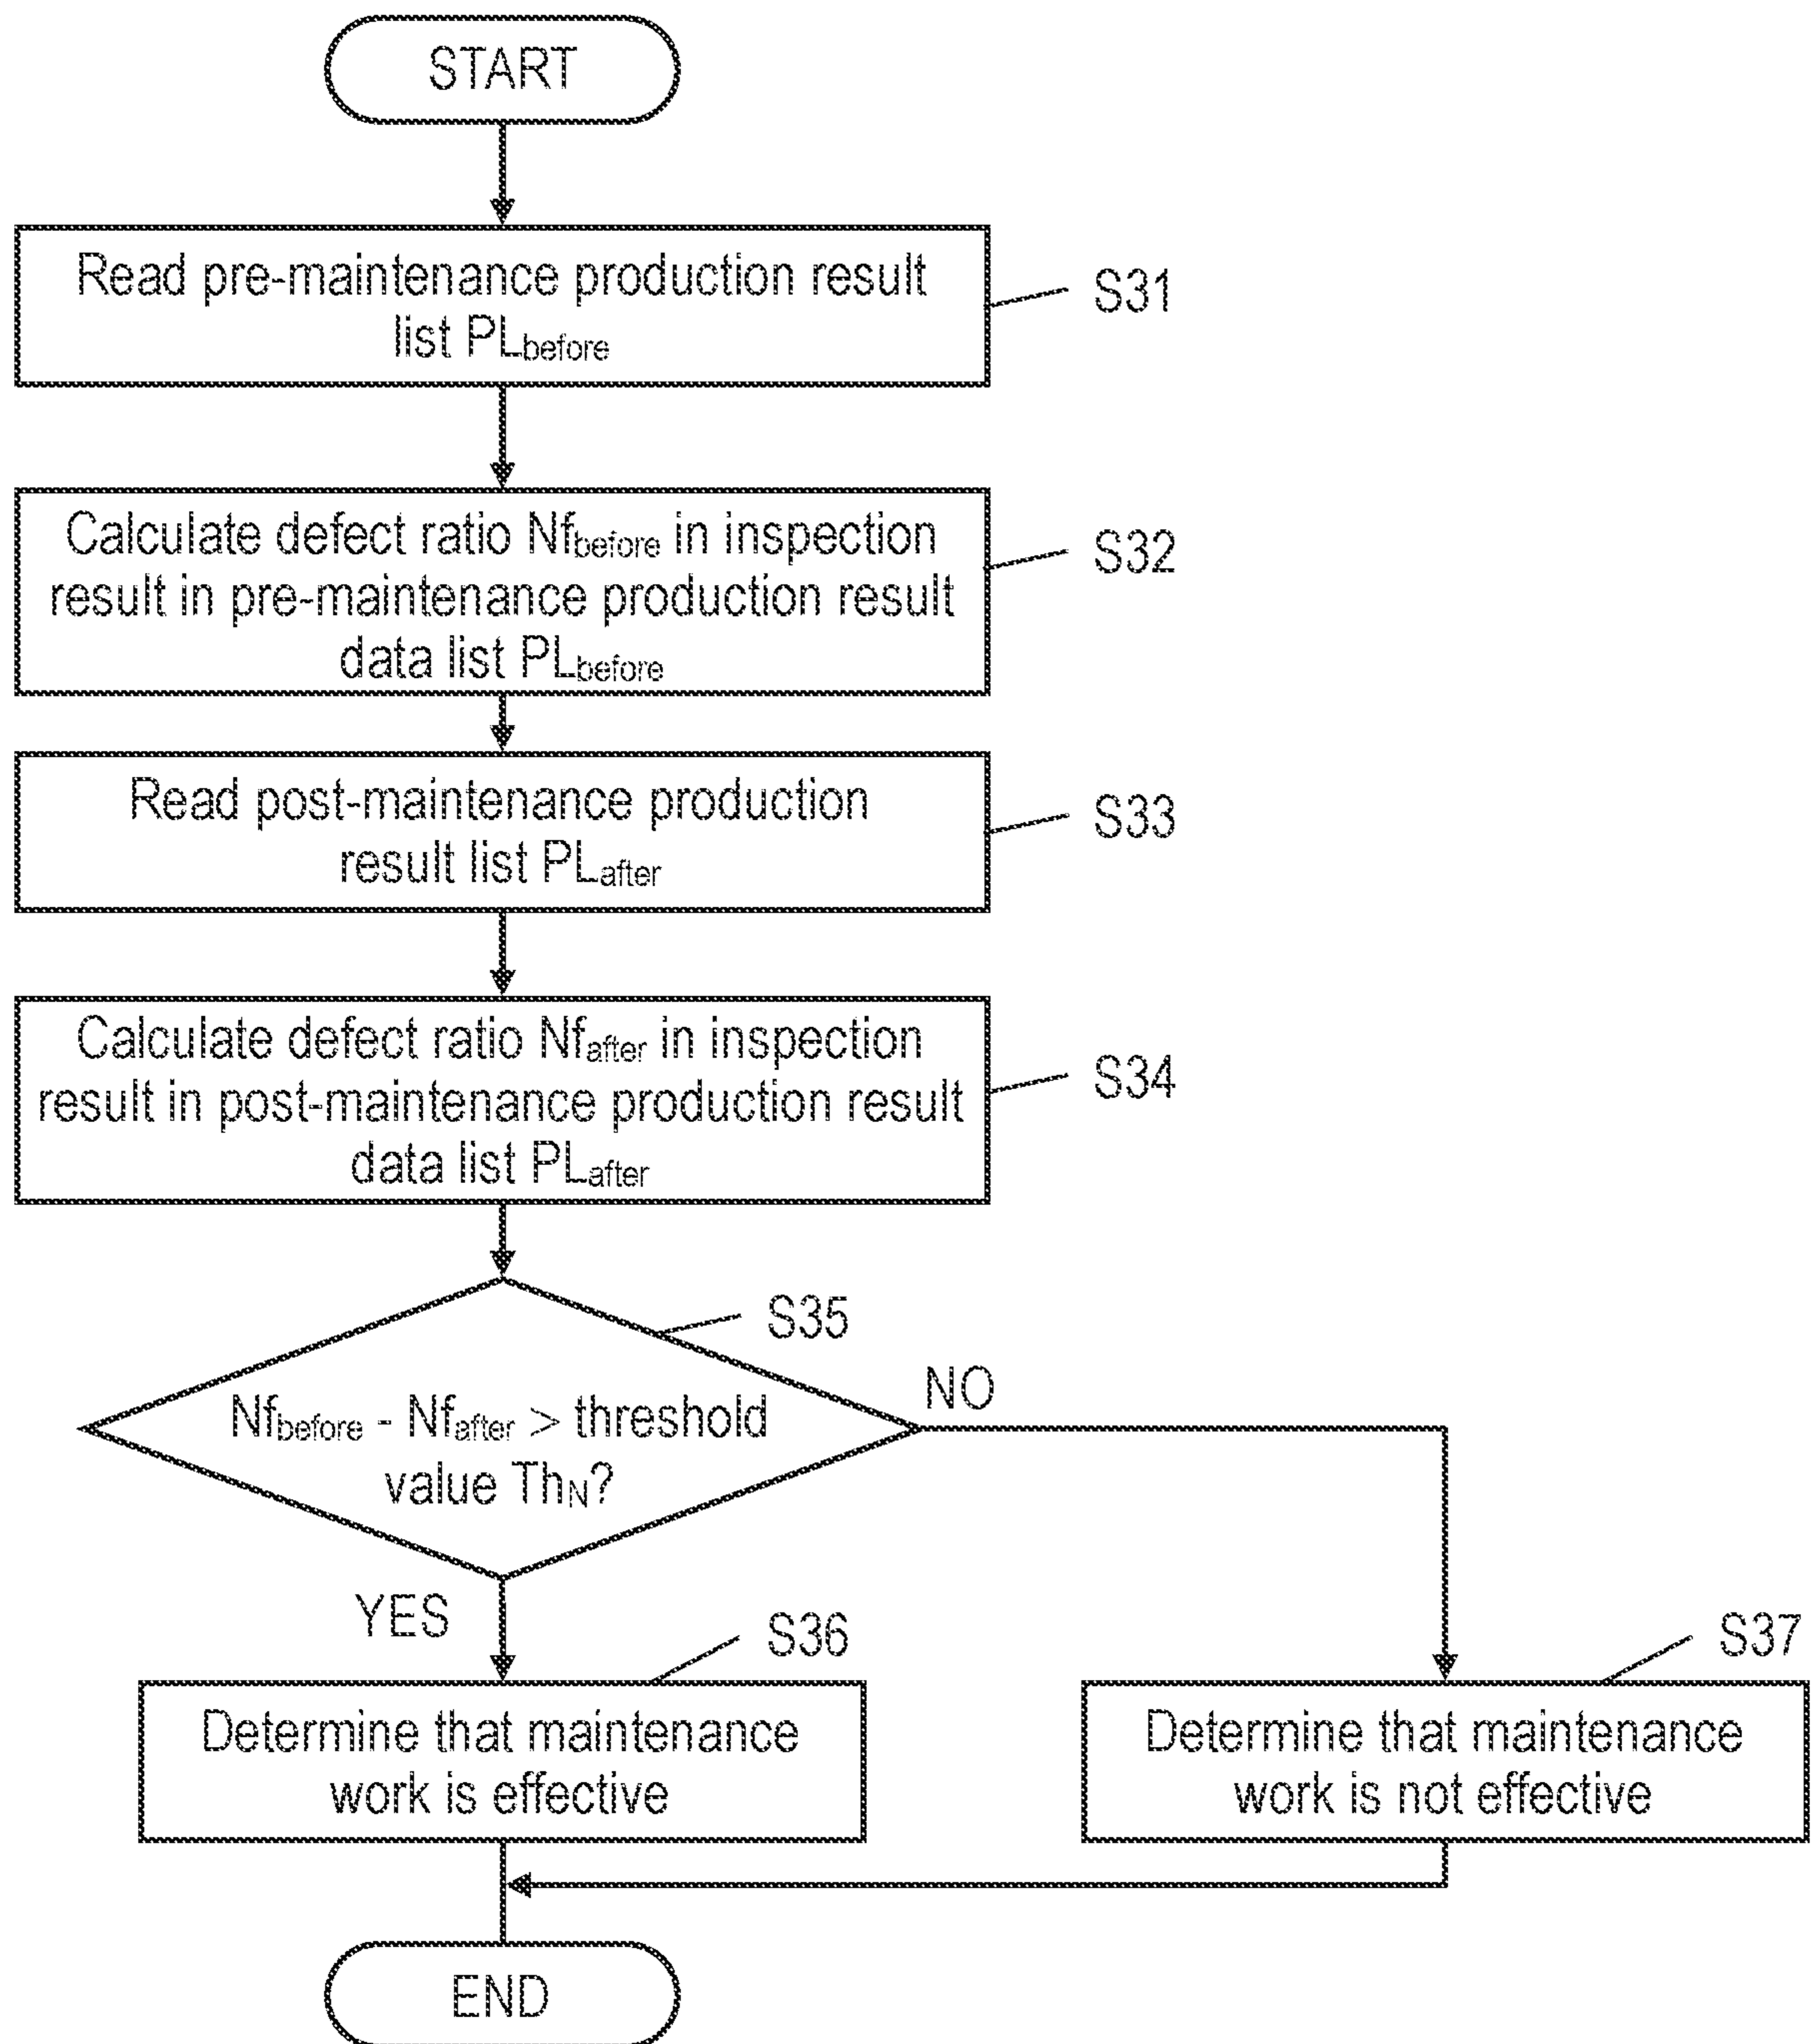 START
Read pre-maintenance production result
list PLbefore
S31
Calculate defect ratio Nfbefore in inspection
result in pre-maintenance production result
data list PLbefore
S32
Read post-maintenance production
result list PLafter
S33
Calculate defect ratio Nfafter in inspection
result in post-maintenance production result
data list PLafter
S34
S35
Nfbefore - Nfafter > threshold
value ThN?
NO
YES
S36
Determine that maintenance
work is effective
S37
Determine that maintenance
work is not effective
END